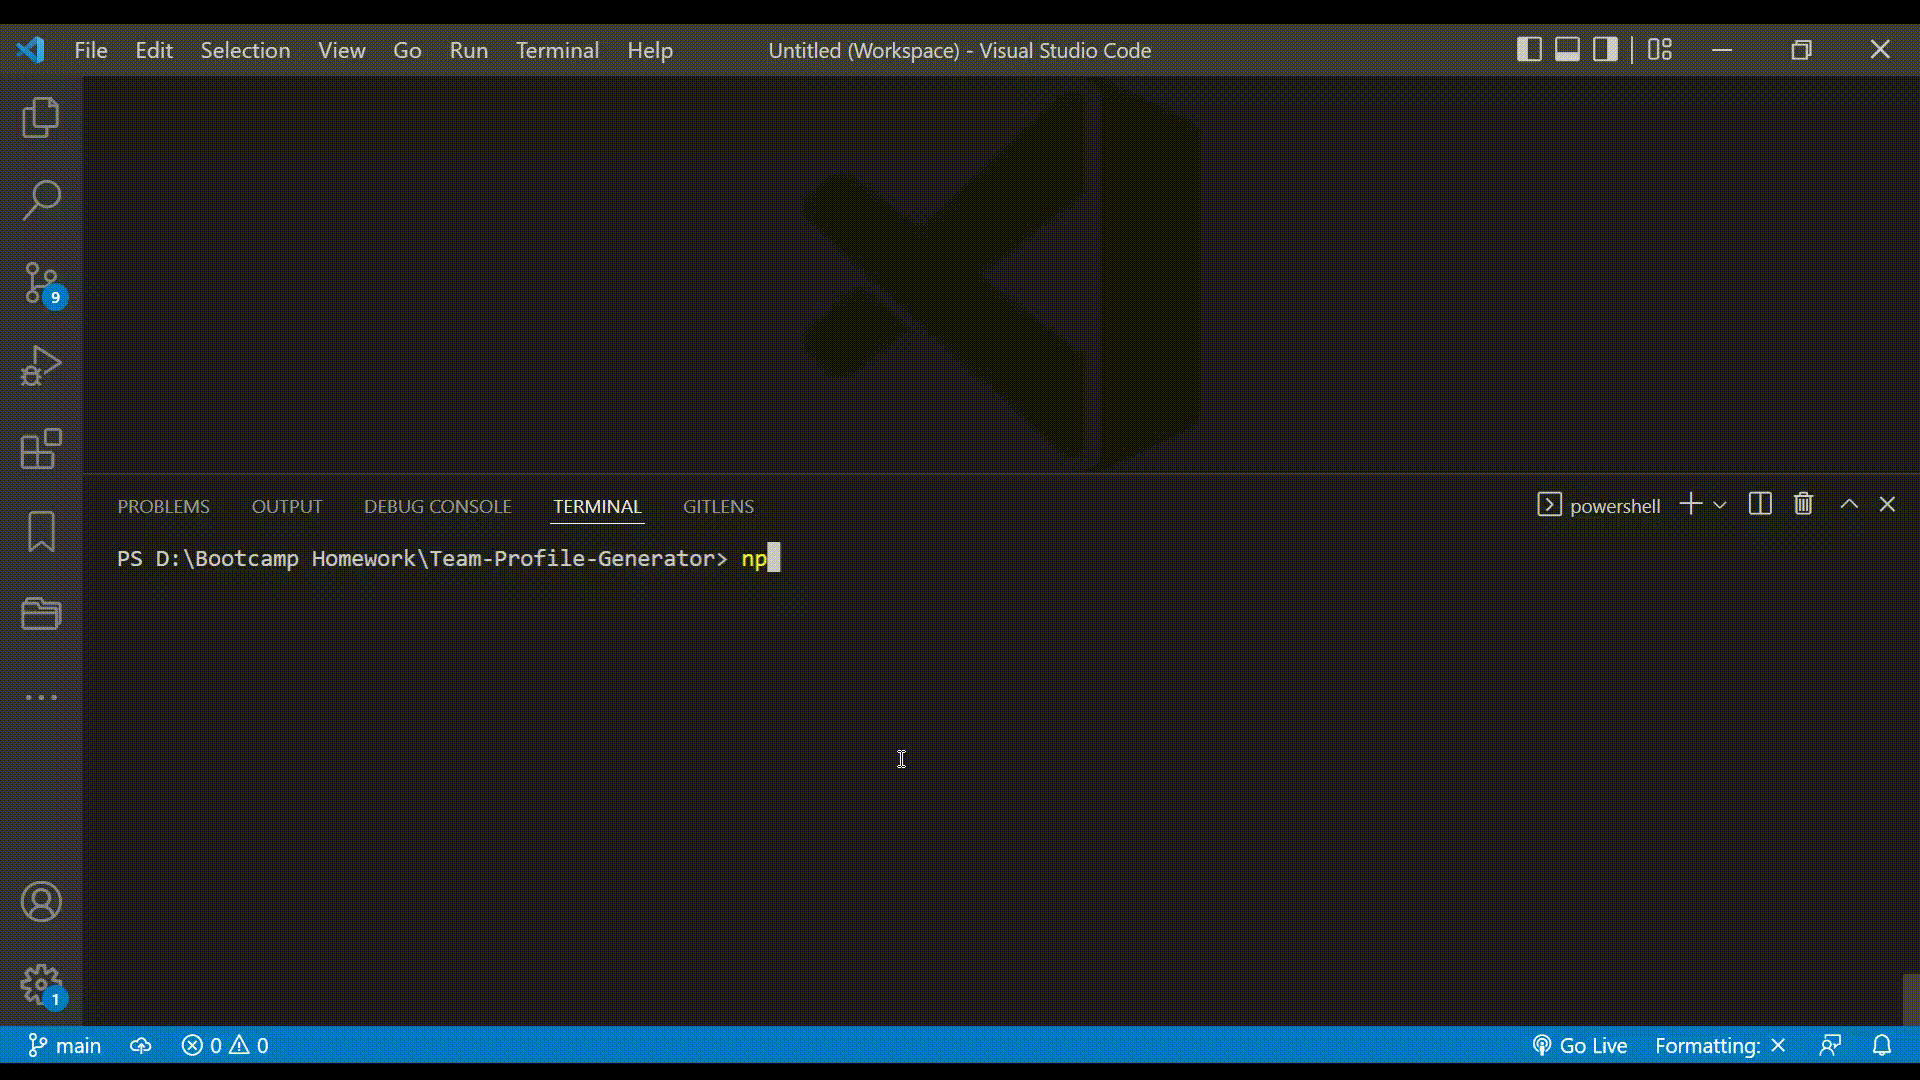 File Edit Selection View Go Run Terminal Help Untitled (Workspace) - Visual Studio Code
9
PROBLEMS OUTPUT DEBUG CONSOLE TERMINAL GITLENS powershell
PS D:\Bootcamp Homework\Team-Profile-Generator> np
1
main 0 0 Go Live Formatting: